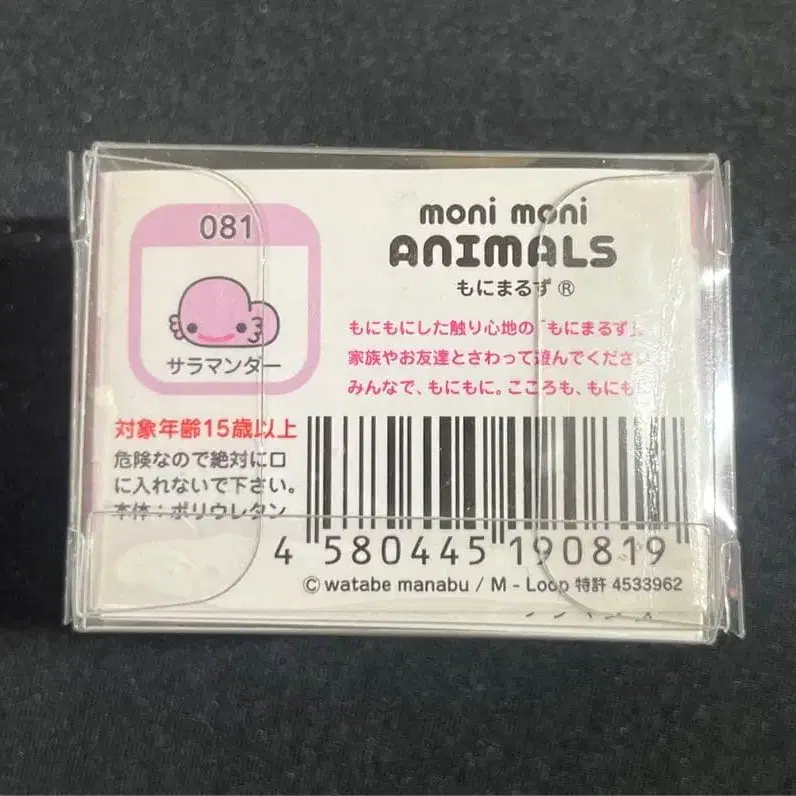 081
サラマンダー
moni moni
ANIMALS
もにまるず ®
もにもにした触り心地の「もにまるず」。
家族やお友達とさわって遊んでくださ
みんなで、もにもに。こころも、もにも
対象年齢15歳以上
危険なので絶対に口
に入れないで下さい。
本体:ポリウレタン
4 580445 190819
© watabe manabu / M - Loop 特許 4533962